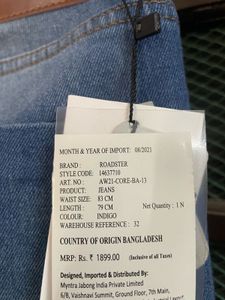 MONTH & YEAR OF IMPORT: 08/2021
BRAND : ROADSTER
STYLE CODE: 14637710
ART. NO : AW21-CORE-BA-13
PRODUCT : JEANS
WAIST SIZE: 83 CM
LENGTH : 79 CM Net Quantity : 1 N
COLOUR : INDIGO
WAREHOUSE REFERENCE : 32
COUNTRY OF ORIGIN BANGLADESH
MRP: Rs. ₹ 1899.00 (Inclusive of all Taxes)
Designed, Imported & Distributed By:
Myntra Jabong India Private Limited
6/B, Vaishnavi Summit, Ground Floor, 7th Main,